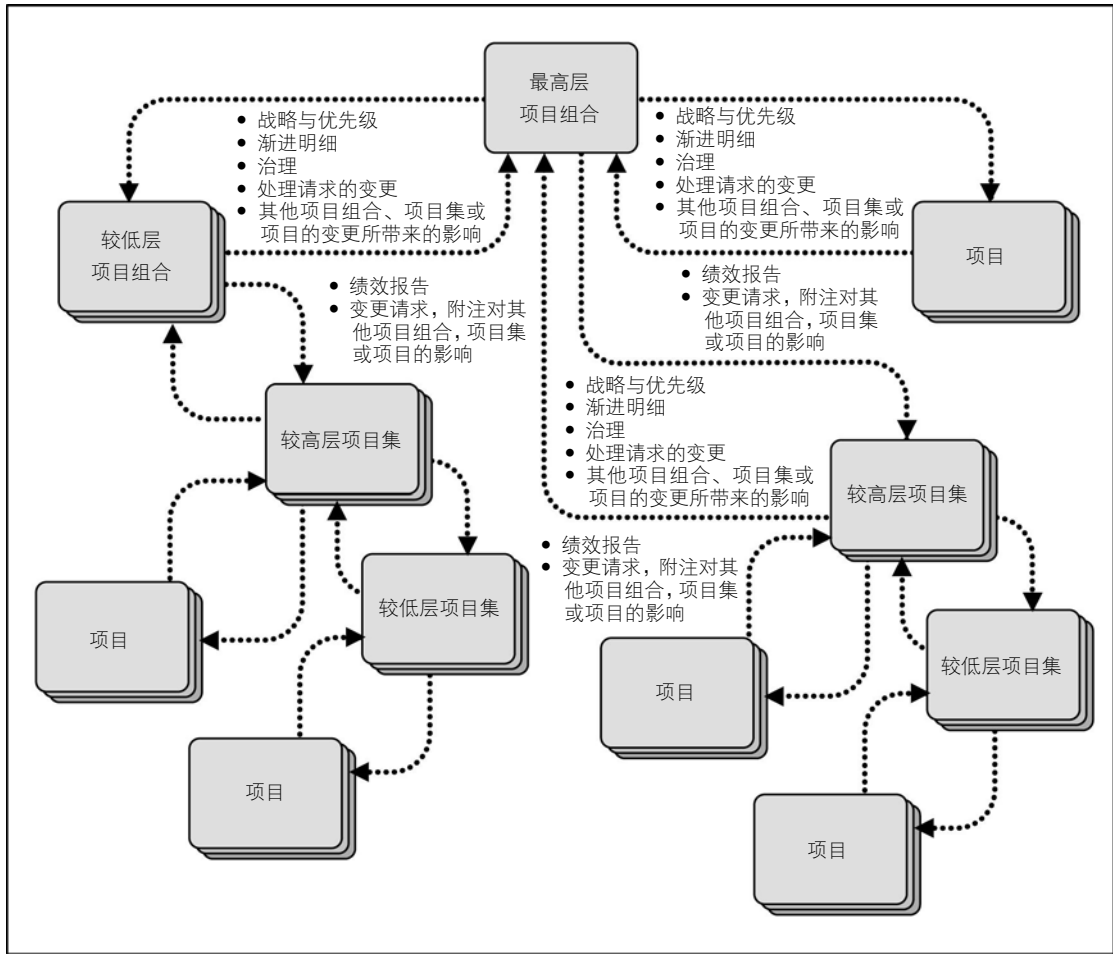 最高层
项目组合
● 战略与优先级
● 渐进明细
● 治理
● 处理请求的变更
● 其他项目组合、项目集或
项目的变更所带来的影响
● 战略与优先级
● 渐进明细
● 治理
● 处理请求的变更
● 其他项目组合、项目集或
项目的变更所带来的影响
较低层
项目组合
项目
● 绩效报告
● 变更请求，附注对其
他项目组合，项目集
或项目的影响
● 绩效报告
● 变更请求，附注对其
他项目组合，项目集
或项目的影响
● 战略与优先级
● 渐进明细
● 治理
● 处理请求的变更
● 其他项目组合、项目集或
项目的变更所带来的影响
较高层项目集
较高层项目集
● 绩效报告
● 变更请求，附注对其
他项目组合，项目集
或项目的影响
较低层项目集
项目
较低层项目集
项目
项目
项目